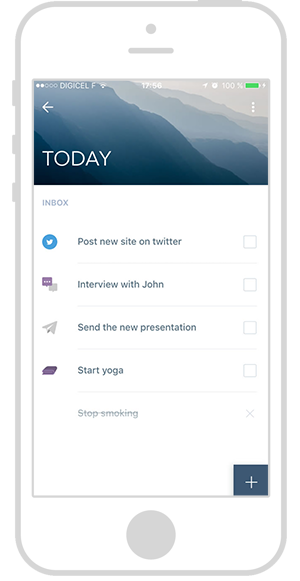 DIGICEL F 17:56 100 %
TODAY
INBOX
Post new site on twitter
Interview with John
Send the new presentation
Start yoga
Stop smoking